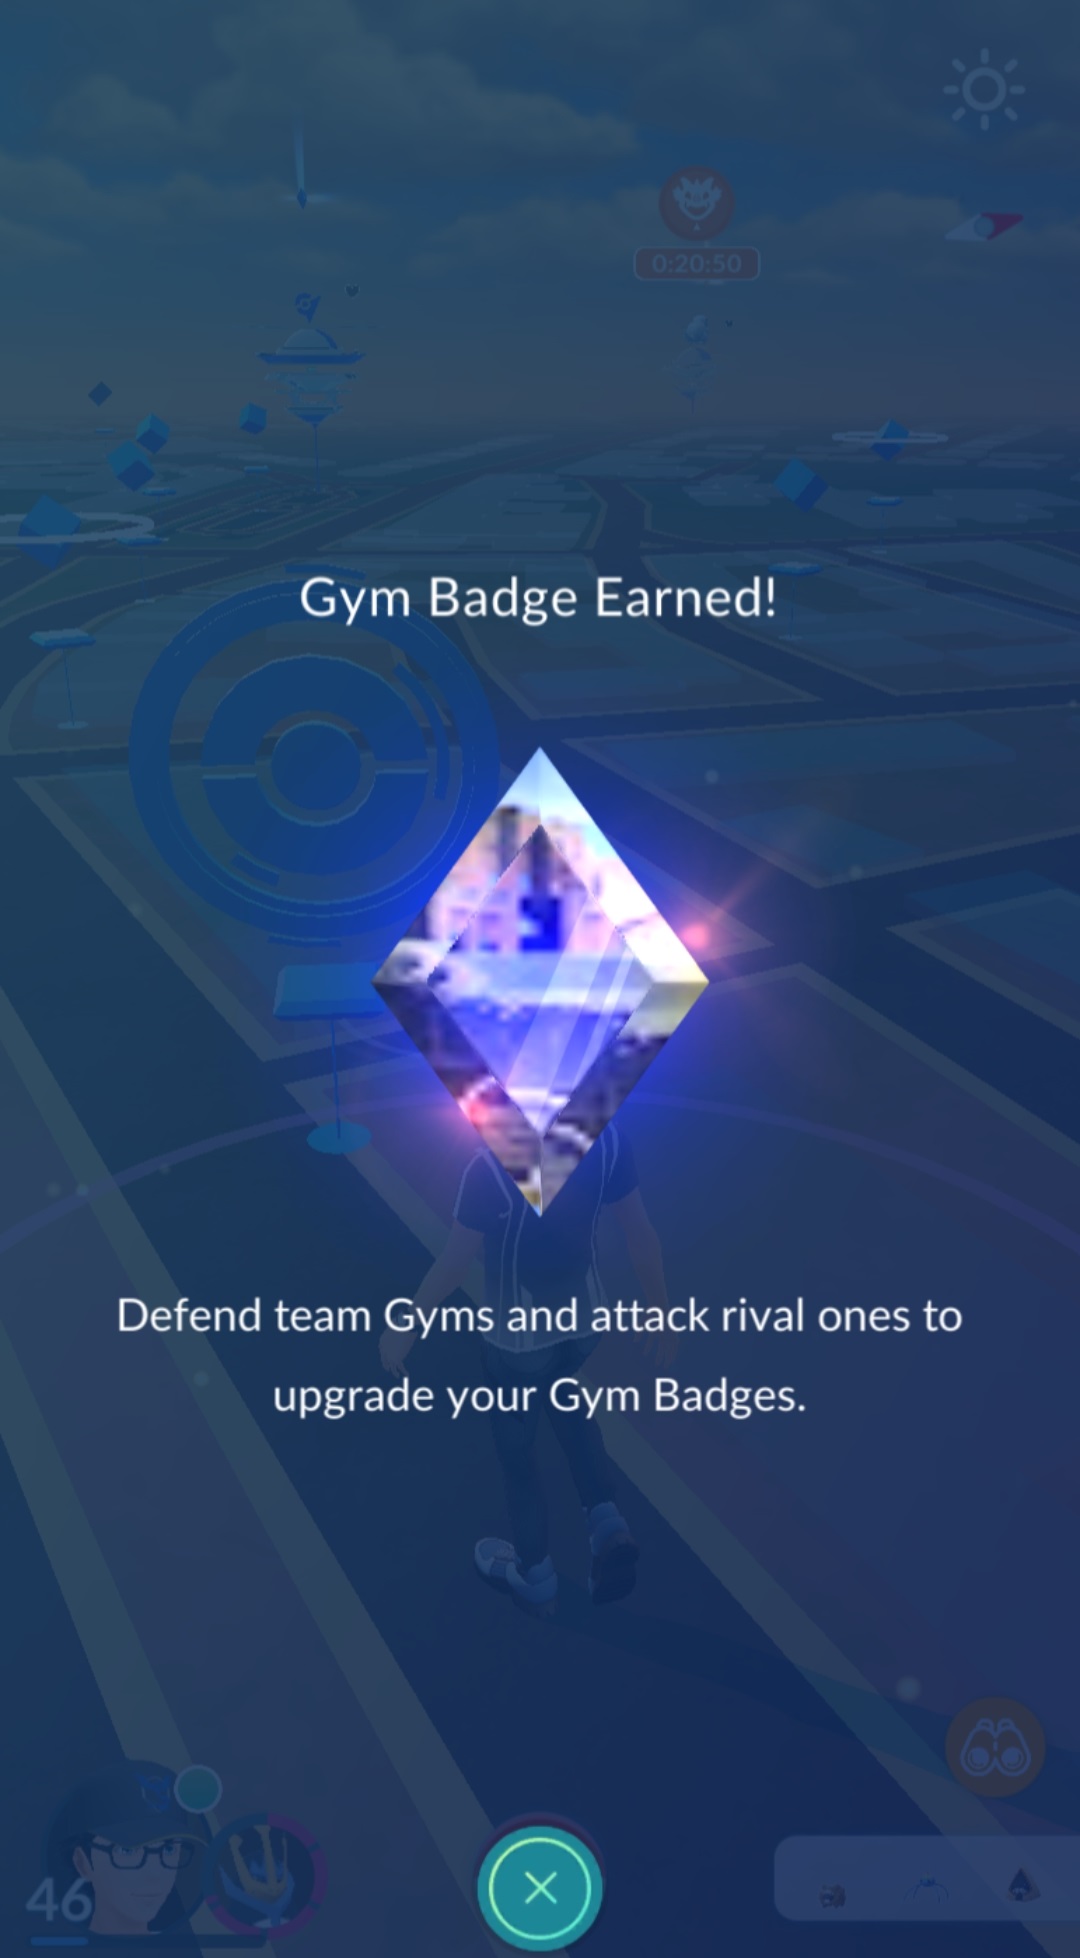 0:20:50
Gym Badge Earned!
Defend team Gyms and attack rival ones to
upgrade your Gym Badges.
46